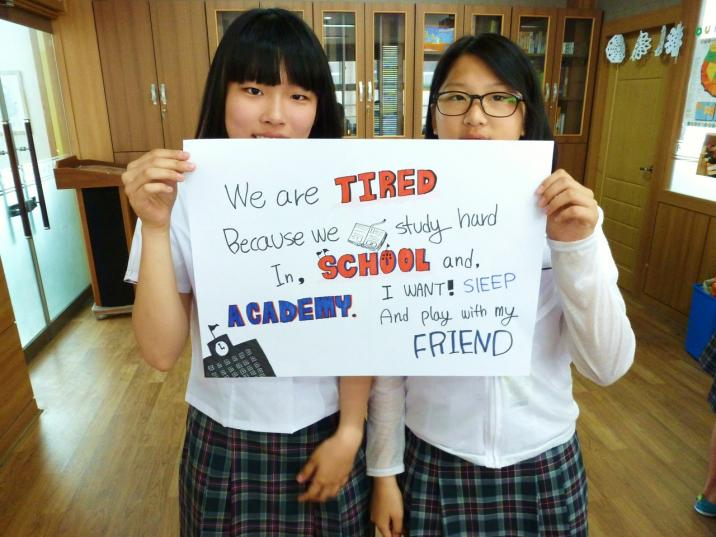 We are TIRED
Because we study hard
In, SCHOOL and,
ACADEMY. I WANT! SlEEP
And play with my
FRIEND